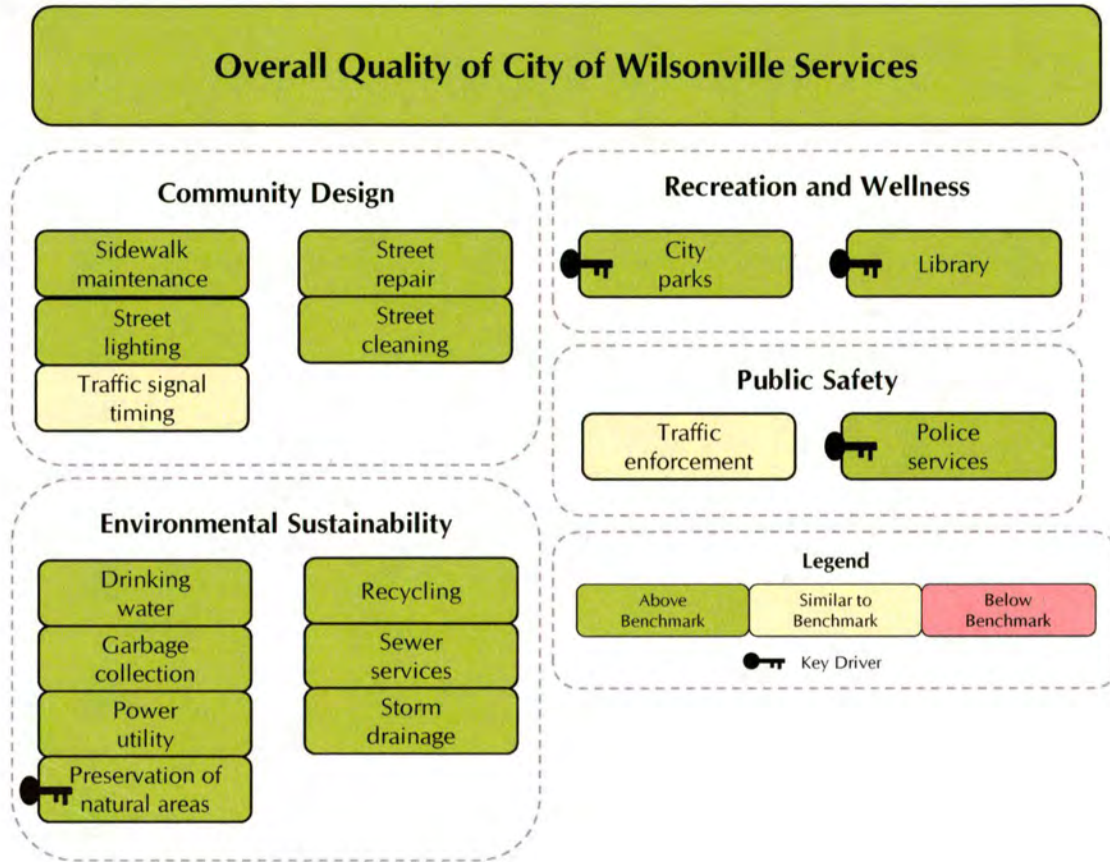 Overall Quality of City of Wilsonville Services
Community Design
Sidewalk
maintenance
Street
lighting
Traffic signal
timing
Street
repair
Street
cleaning
Recreation and Wellness
City
parks
Library
Public Safety
Traffic
enforcement
Police
services
Environmental Sustainability
Drinking
water
Garbage
collection
Power
utility
Preservation of
natural areas
Recycling
Sewer
services
Storm
drainage
Legend
Above
Benchmark
Similar to
Benchmark
Below
Benchmark
Key Driver